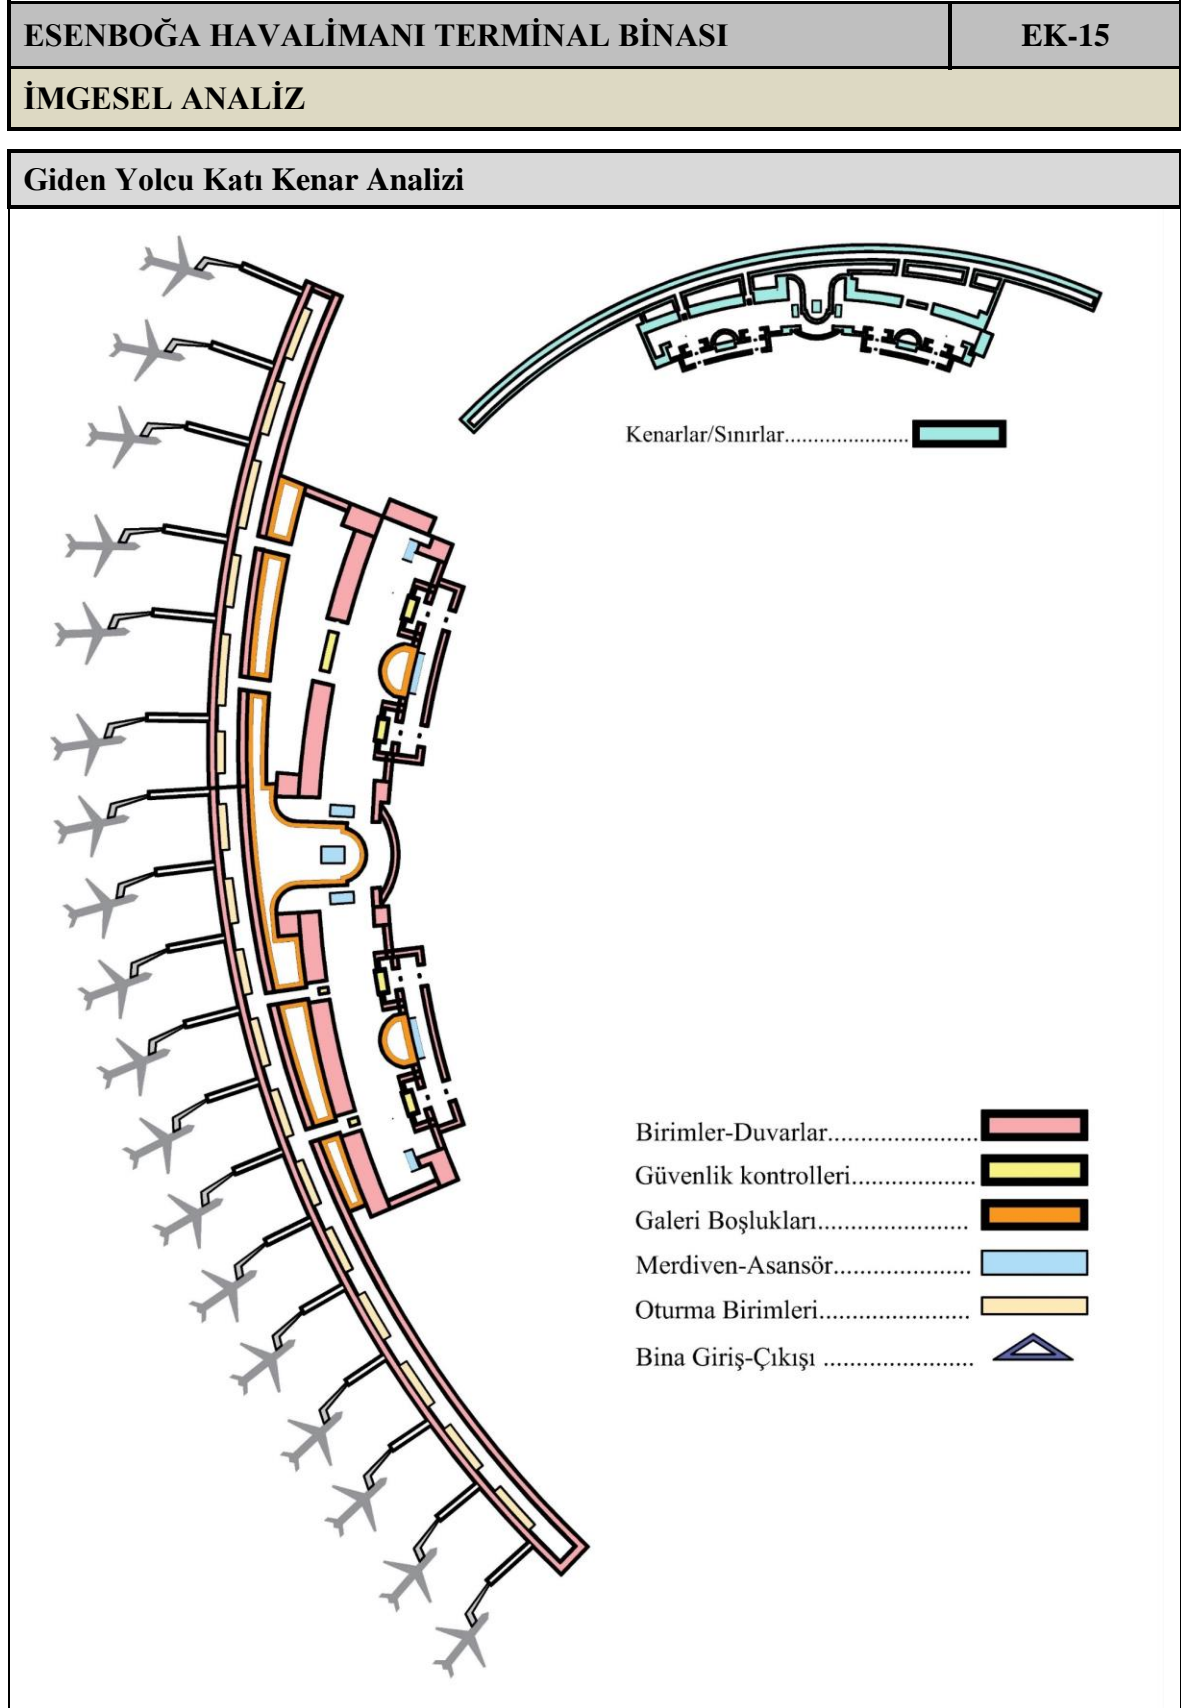 ESENBOĞA HAVALİMANI TERMİNAL BİNASI EK-15
İMGESEL ANALİZ
Giden Yolcu Katı Kenar Analizi
Kenarlar/Sınırlar......................
Birimler-Duvarlar.......................
Güvenlik kontrolleri...................
Galeri Boşlukları.......................
Merdiven-Asansör.....................
Oturma Birimleri.......................
Bina Giriş-Çıkışı .......................